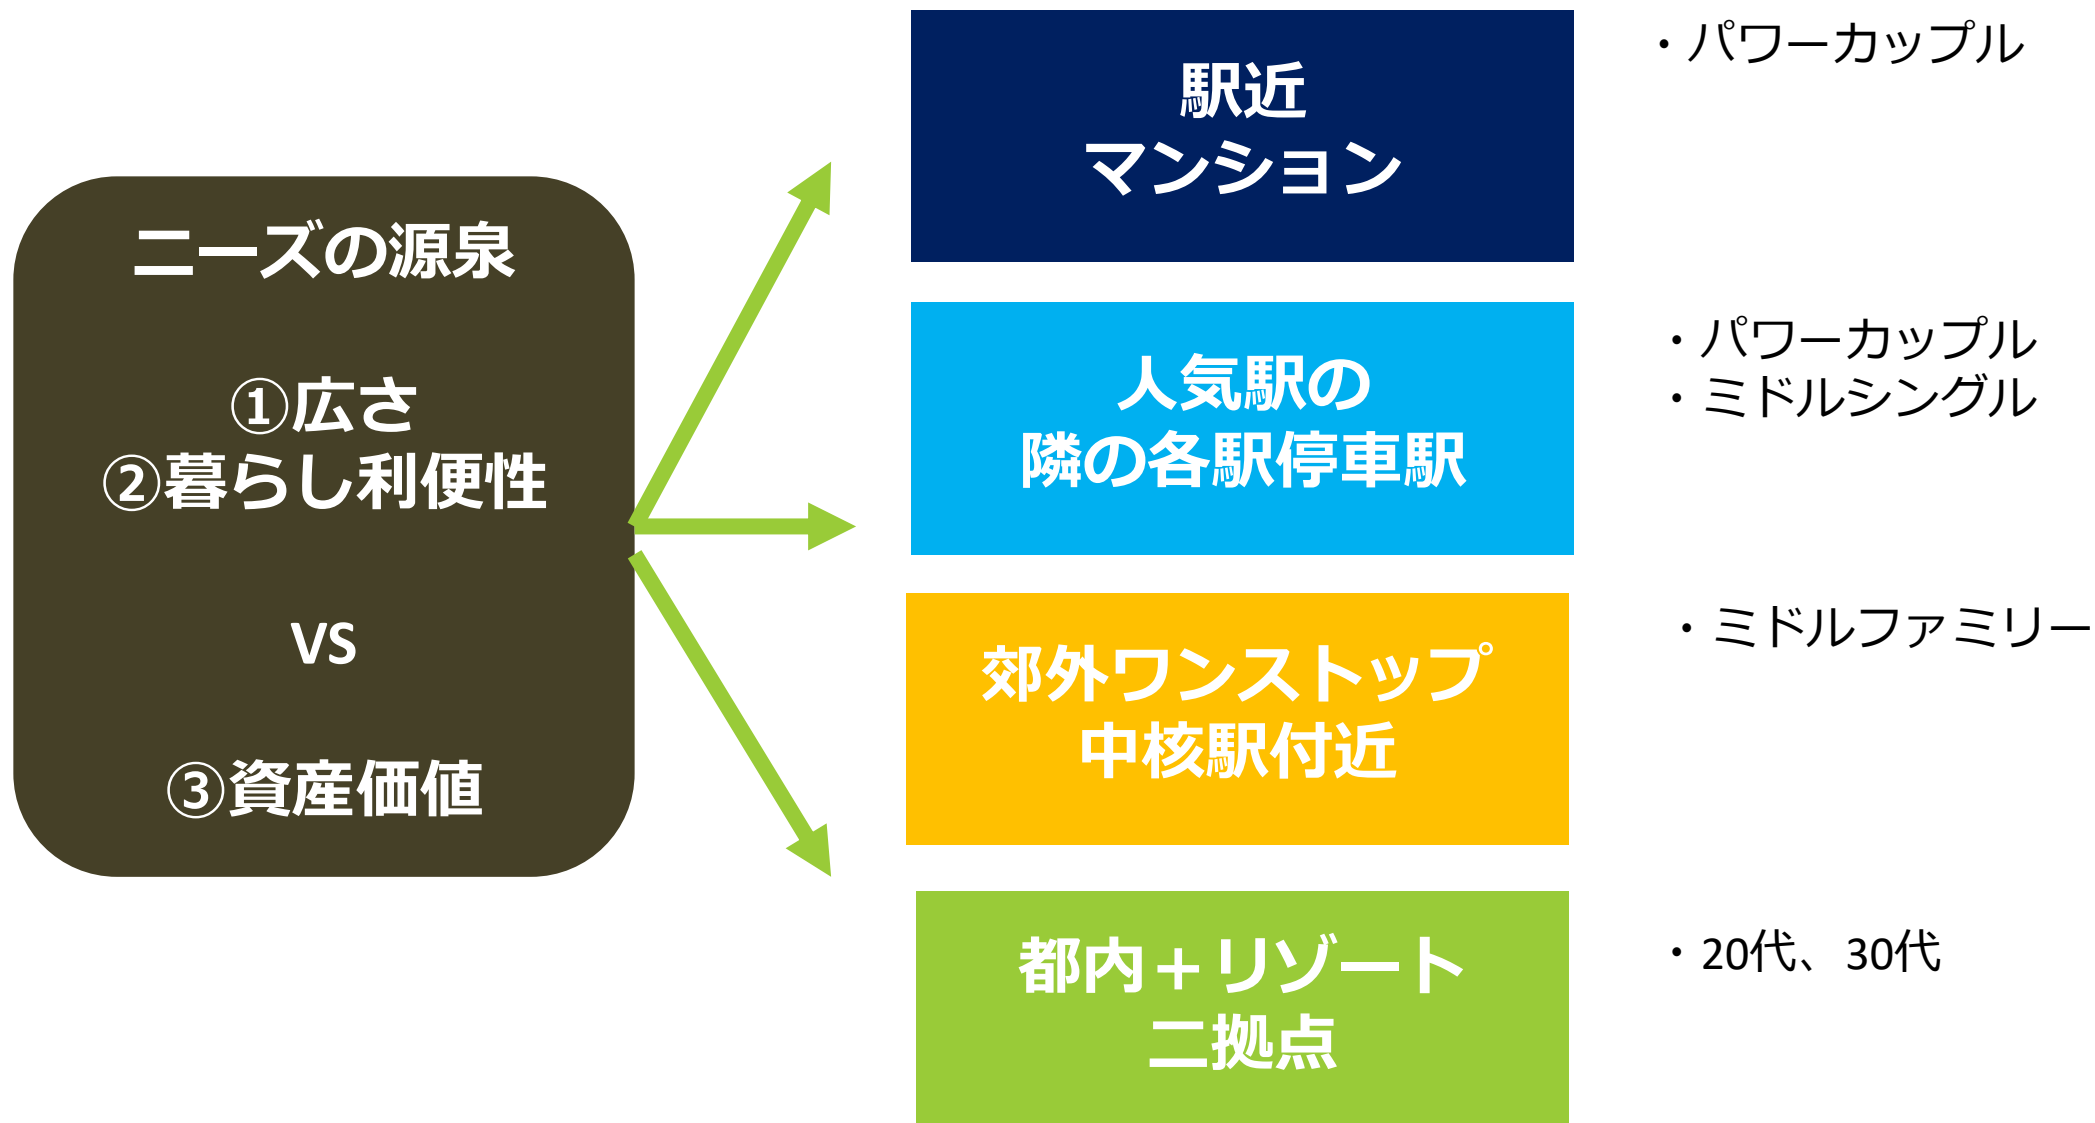 ニーズの源泉
①広さ
②暮らし利便性
VS
③資産価値
駅近
マンション
・パワーカップル
人気駅の
隣の各駅停車駅
・パワーカップル
・ミドルシングル
郊外ワンストップ
中核駅付近
・ミドルファミリー
都内+リゾート
二拠点
・20代、30代